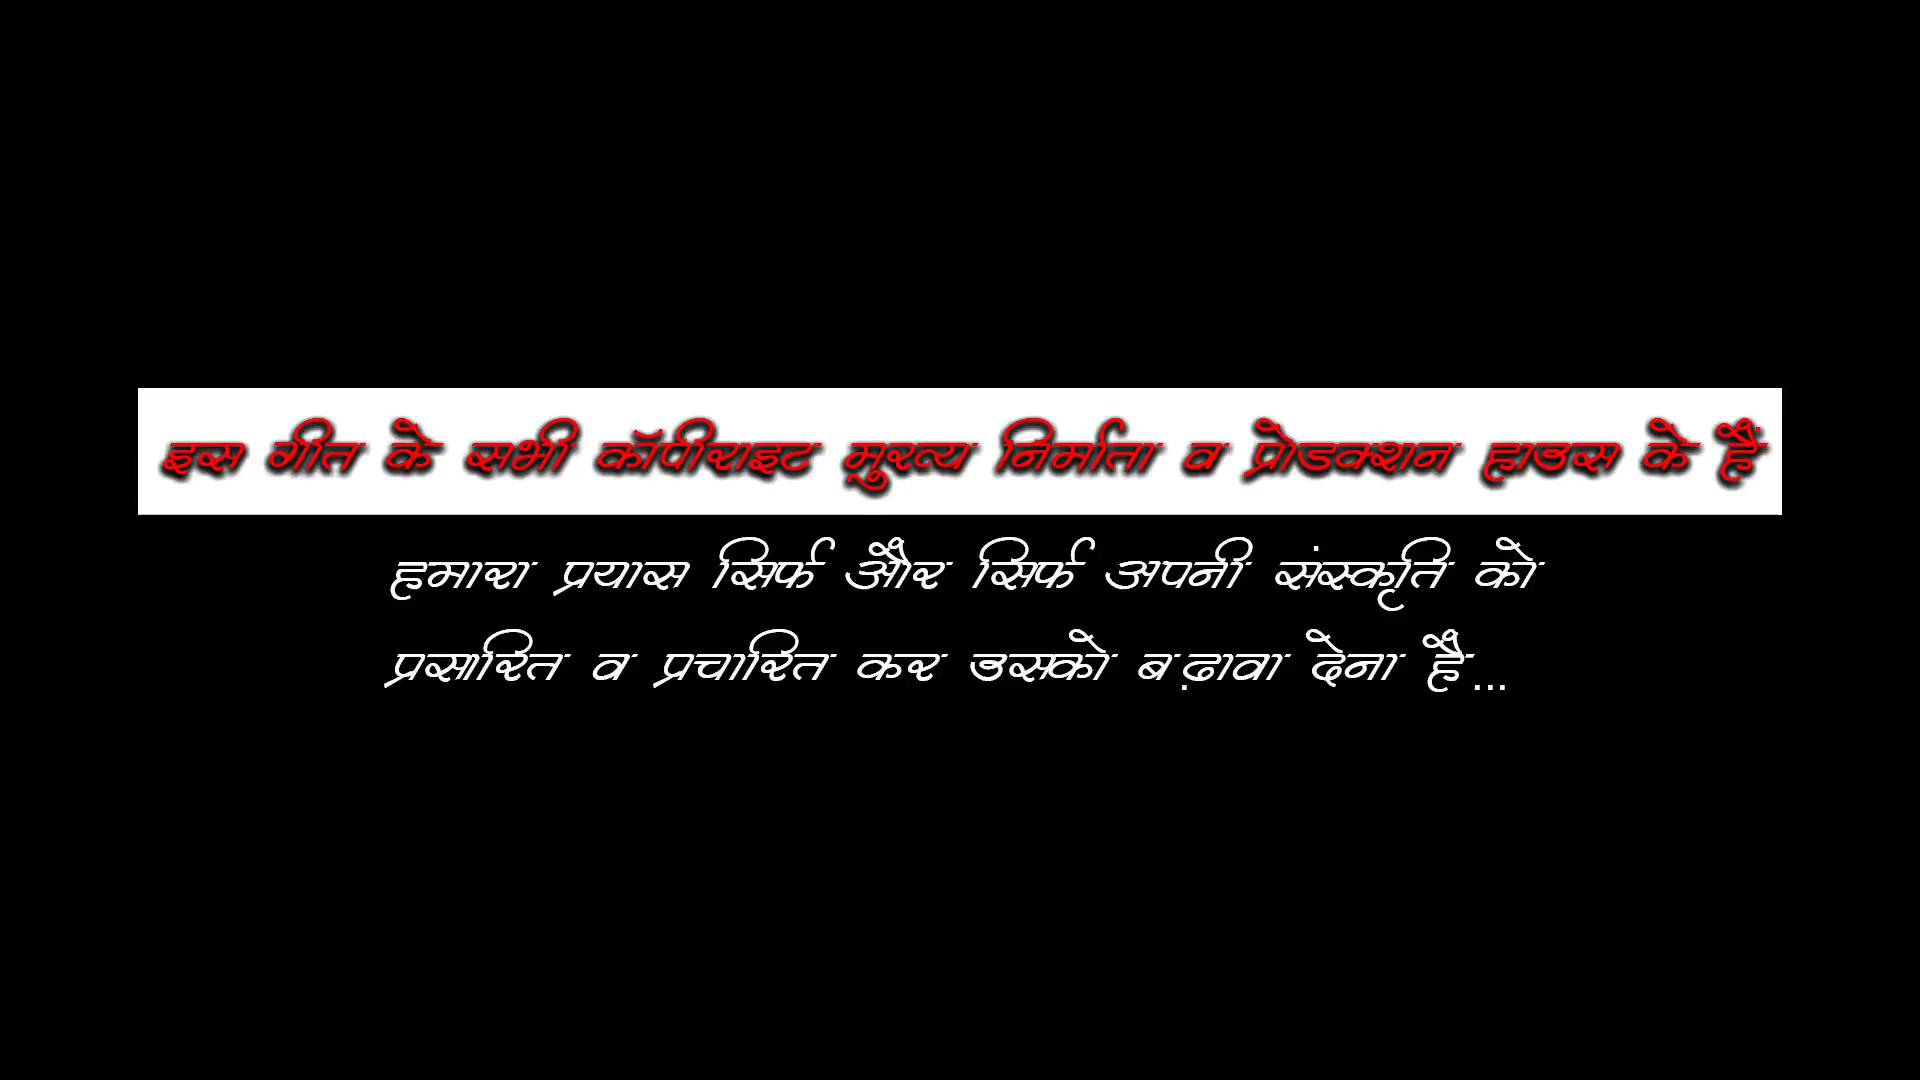 इस गीत के सभी कॉपीराइट मूख्य निर्माता व प्रोडक्शन हाउस के हैं
हमारा प्रयास सिर्फ और सिर्फ अपनी संस्कृति को
प्रसारित व प्रचारित कर उसको बढ़ावा देना है...